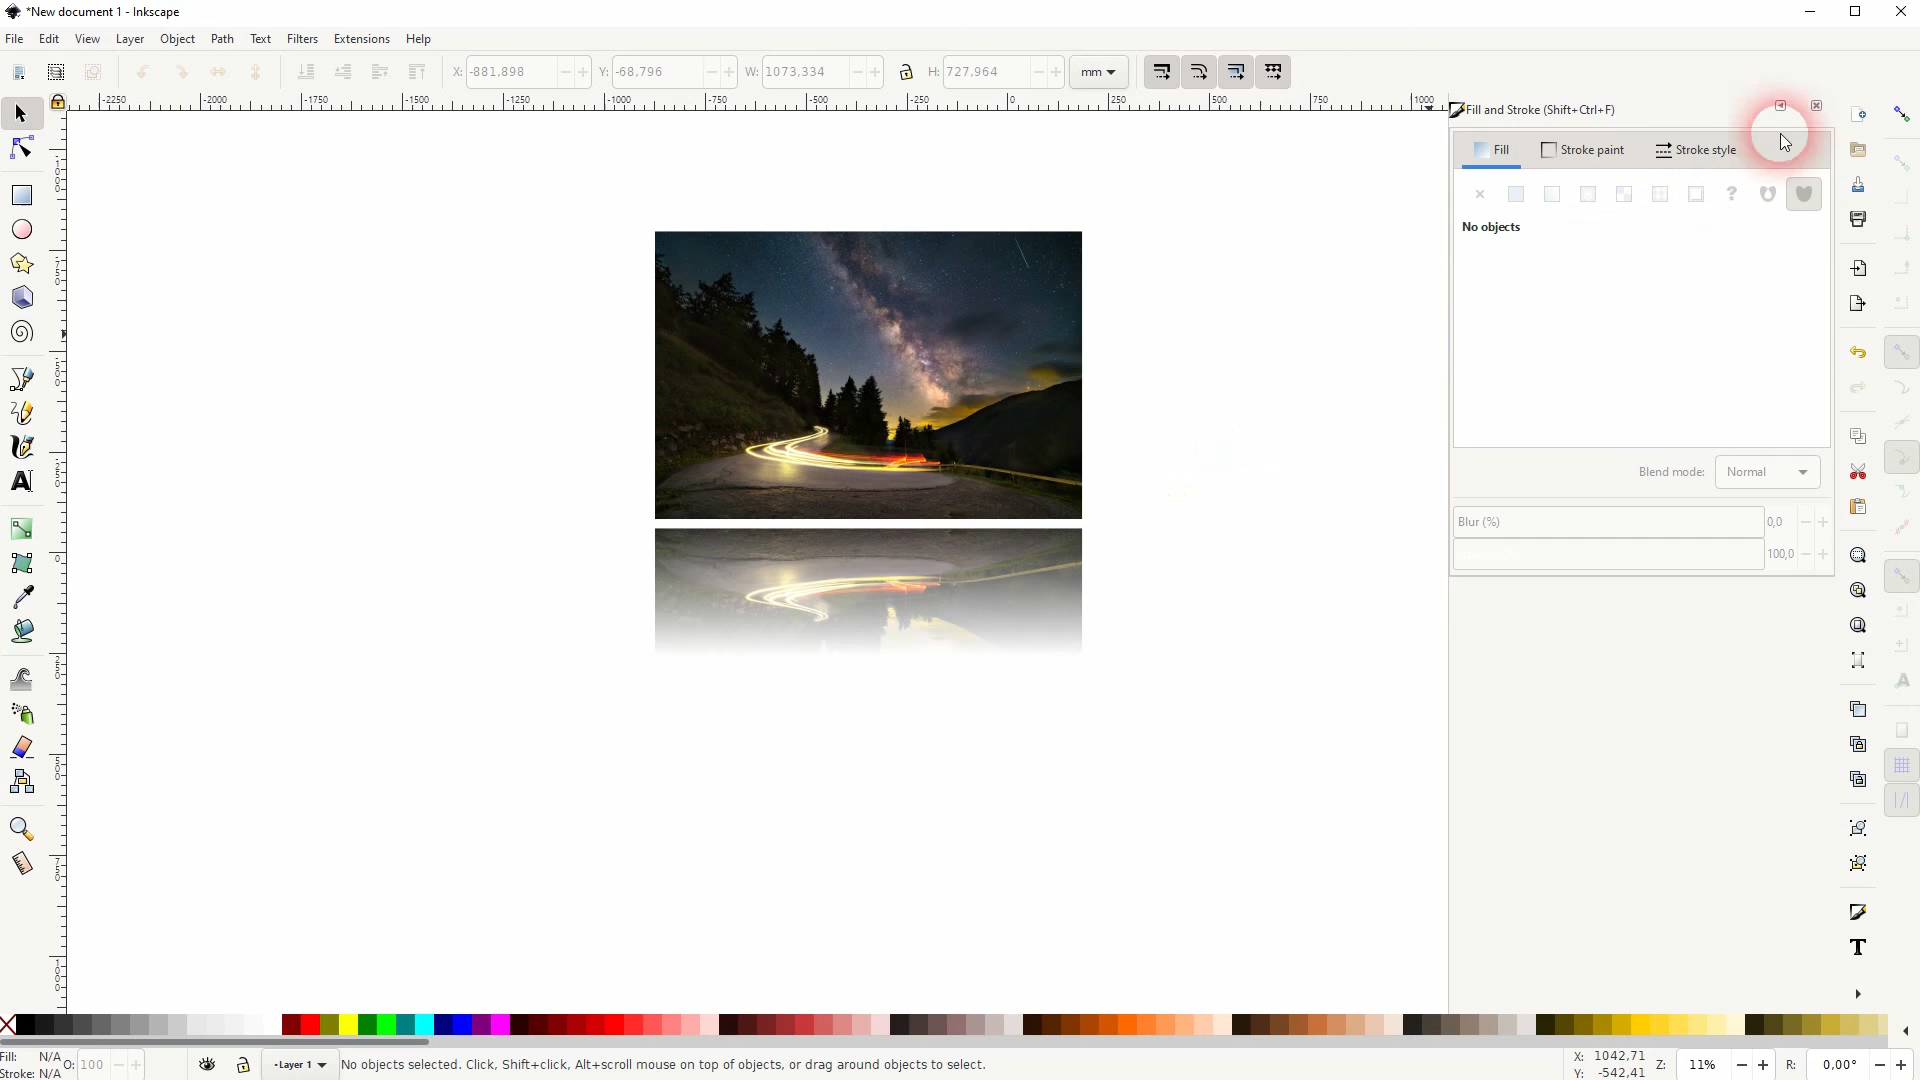 *New document 1 - Inkscape
File Edit View Layer Object Path Text Filters Extensions Help
X: -881,898 Y: -68,796 W: 1073,334 H: 727,964 mm
-2250 -2000 -1750 -1500 -1250 -1000 -750 -500 -250 0 250 500 750 1000
Fill and Stroke (Shift+Ctrl+F)
Fill Stroke paint Stroke style
?
No objects
Blend mode: Normal
Blur (%) 0,0
100,0
Fill: N/A O: 100
Stroke: N/A
•Layer 1
No objects selected. Click, Shift+click, Alt+scroll mouse on top of objects, or drag around objects to select.
X: 1042,71
Y: -542,41
Z: 11% R: 0,00°